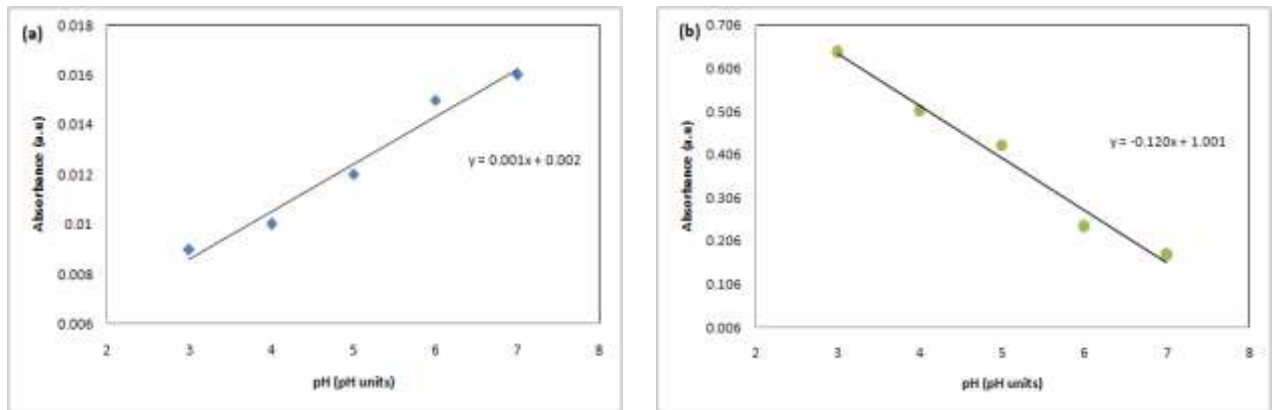 (a)
0.018
0.016
0.014
0.012
0.01
0.008
0.006
Absorbance (a.u)
y = 0.001x + 0.002
2 3 4 5 6 7 8
pH (pH units)
(b)
0.706
0.606
0.506
0.406
0.306
0.206
0.106
0.006
Absorbance (a.u)
y = -0.120x + 1.001
2 3 4 5 6 7 8
pH (pH units)